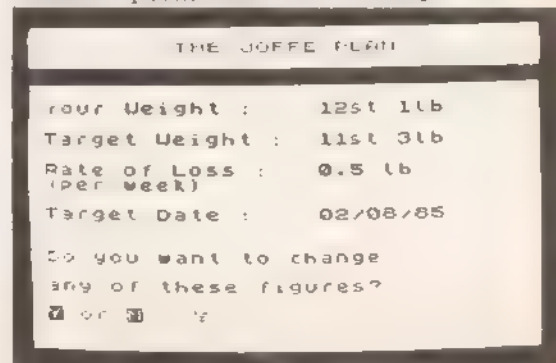 THE JOFFE PLAN
Your Weight : 12st 1lb
Target Weight : 11st 3lb
Rate of Loss : 0.5 lb
(per week)
Target Date : 02/08/85
Do you want to change
any of these figures?
Y or N Y